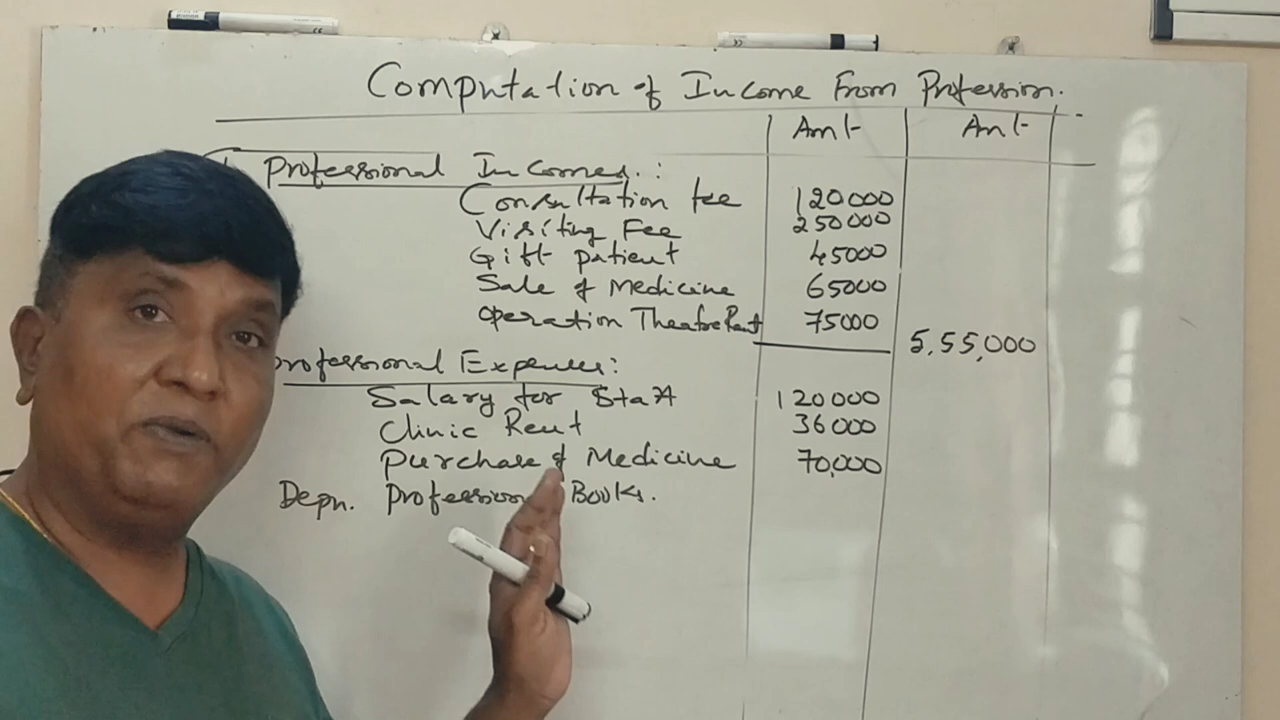 Computation of Income From Profession.
Amt Amt
Professional Incomes:
Consultation fee 120000
Visiting Fee 250000
Gift patient 45000
Sale of Medicine 65000
Operation Theatre Rent 75000
5,55,000
Professional Expenses:
Salary for Staff 120000
Clinic Rent 36000
Purchase of Medicine 70,000
Depn. Profession Books.